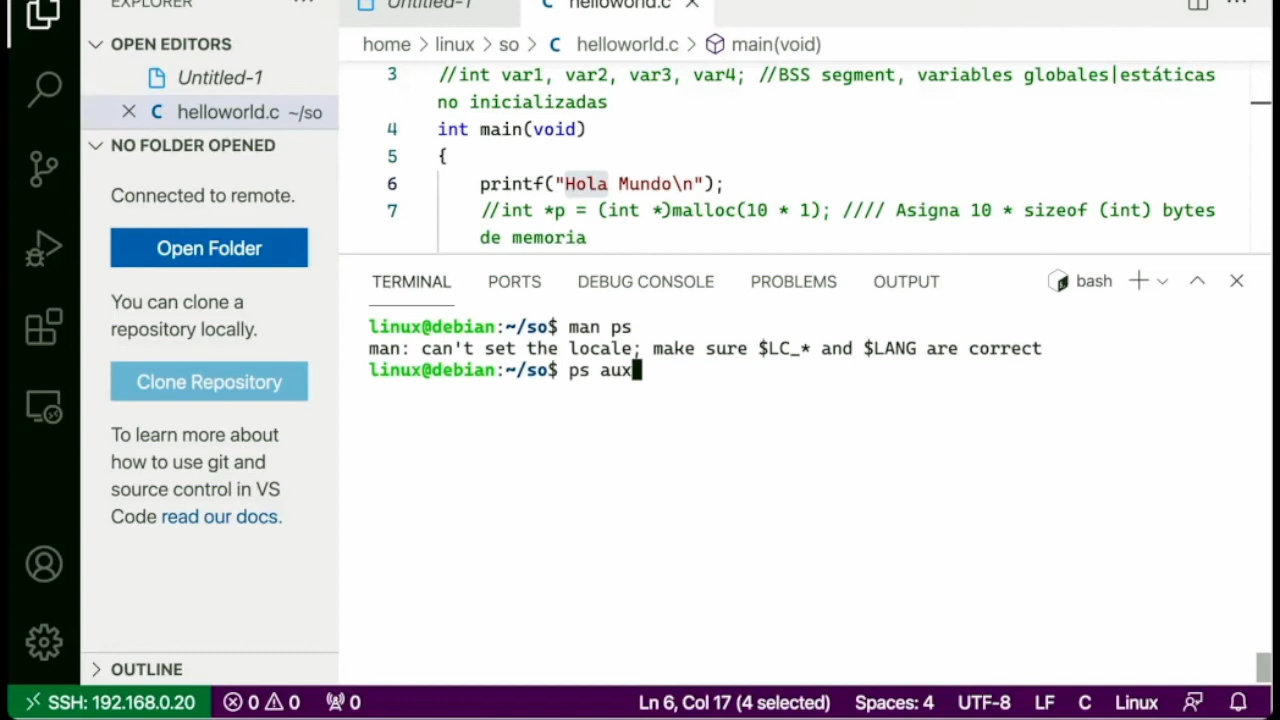 EXPLORER
Untitled-1
C helloworld.c
OPEN EDITORS
Untitled-1
C helloworld.c ~/so
NO FOLDER OPENED
Connected to remote.
Open Folder
You can clone a
repository locally.
Clone Repository
To learn more about
how to use git and
source control in VS
Code read our docs.
OUTLINE
home > linux > so > C helloworld.c > main(void)
3 //int var1, var2, var3, var4; //BSS segment, variables globales|estáticas
no inicializadas
4 int main(void)
5 {
6 printf("Hola Mundo\n");
7 //int *p = (int *)malloc(10 * 1); //// Asigna 10 * sizeof (int) bytes
de memoria
TERMINAL PORTS DEBUG CONSOLE PROBLEMS OUTPUT bash
linux@debian:~/so$ man ps
man: can't set the locale; make sure $LC_* and $LANG are correct
linux@debian:~/so$ ps aux
SSH: 192.168.0.20 0 0 0 Ln 6, Col 17 (4 selected) Spaces: 4 UTF-8 LF C Linux